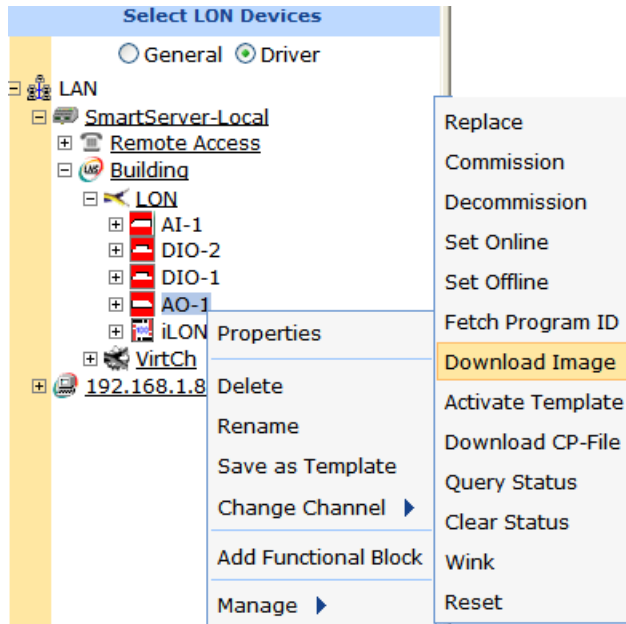 Select LON Devices
General Driver
LAN
SmartServer-Local
Remote Access
Building
LON
AI-1
DIO-2
DIO-1
AO-1
iLON
VirtCh
192.168.1.8
Properties
Delete
Rename
Save as Template
Change Channel
Add Functional Block
Manage
Replace
Commission
Decommission
Set Online
Set Offline
Fetch Program ID
Download Image
Activate Template
Download CP-File
Query Status
Clear Status
Wink
Reset